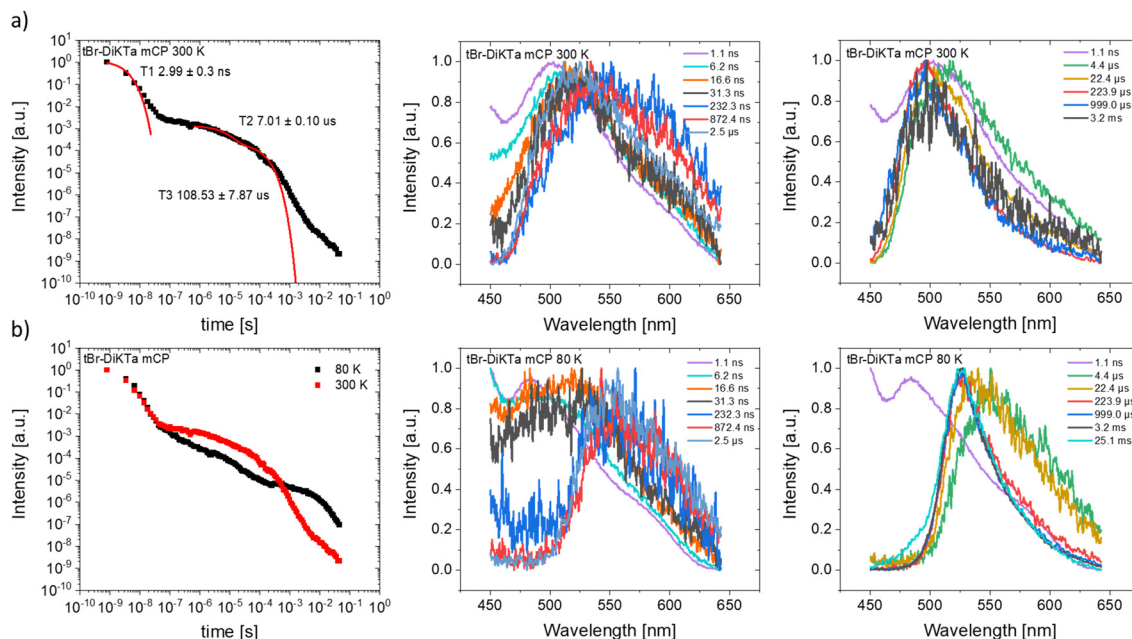 a)
tBr-DiKTa mCP 300 K
T1 2.99 ± 0.3 ns
T2 7.01 ± 0.10 us
T3 108.53 ± 7.87 us
Intensity [a.u.]
10^1
10^0
10^-1
10^-2
10^-3
10^-4
10^-5
10^-6
10^-7
10^-8
10^-9
10^-10
10^-10 10^-9 10^-8 10^-7 10^-6 10^-5 10^-4 10^-3 10^-2 10^-1 10^0
time [s]
tBr-DiKTa mCP 300 K
1.1 ns
6.2 ns
16.6 ns
31.3 ns
232.3 ns
872.4 ns
2.5 µs
Intensity [a.u.]
1.0
0.8
0.6
0.4
0.2
0.0
450 500 550 600 650
Wavelength [nm]
tBr-DiKTa mCP 300 K
1.1 ns
4.4 µs
22.4 µs
223.9 µs
999.0 µs
3.2 ms
Intensity [a.u.]
1.0
0.8
0.6
0.4
0.2
0.0
450 500 550 600 650
Wavelength [nm]
b)
tBr-DiKTa mCP
80 K
300 K
Intensity [a.u.]
10^1
10^0
10^-1
10^-2
10^-3
10^-4
10^-5
10^-6
10^-7
10^-8
10^-9
10^-10
10^-10 10^-9 10^-8 10^-7 10^-6 10^-5 10^-4 10^-3 10^-2 10^-1 10^0
time [s]
tBr-DiKTa mCP 80 K
1.1 ns
6.2 ns
16.6 ns
31.3 ns
232.3 ns
872.4 ns
2.5 µs
Intensity [a.u.]
1.0
0.8
0.6
0.4
0.2
0.0
450 500 550 600 650
Wavelength [nm]
tBr-DiKTa mCP 80 K
1.1 ns
4.4 µs
22.4 µs
223.9 µs
999.0 µs
3.2 ms
25.1 ms
Intensity [a.u.]
1.0
0.8
0.6
0.4
0.2
0.0
450 500 550 600 650
Wavelength [nm]